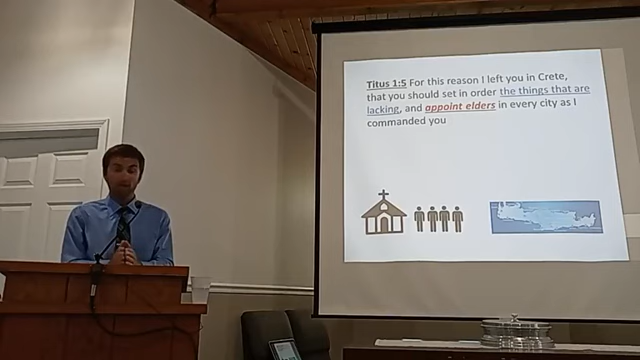 Titus 1:5 For this reason I left you in Crete,
that you should set in order the things that are
lacking, and appoint elders in every city as I
commanded you